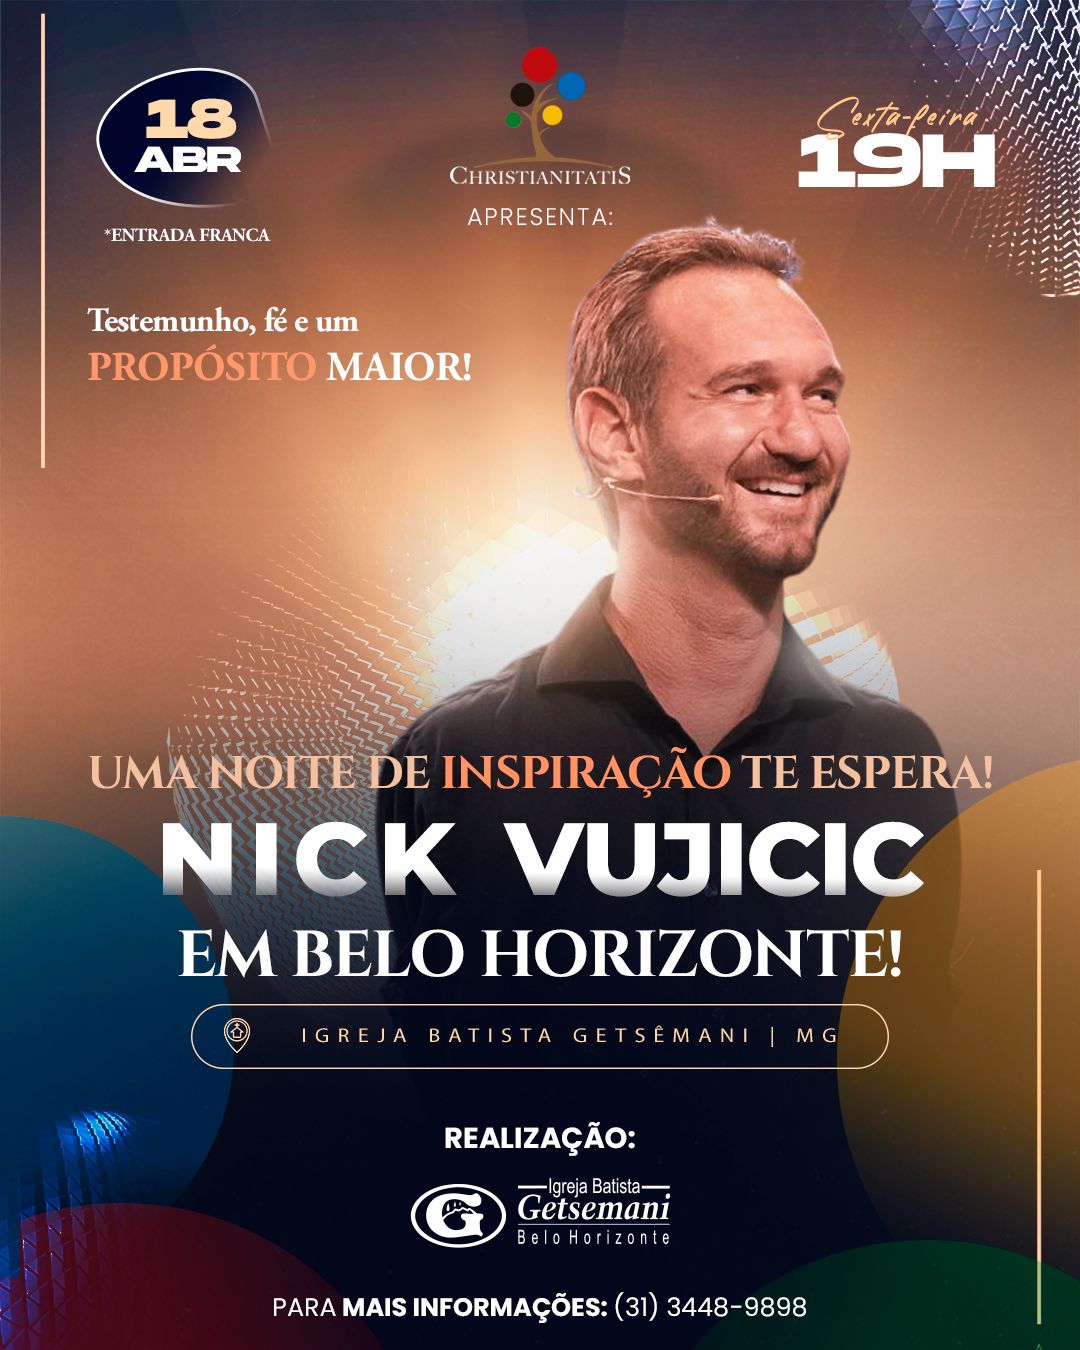 18
ABR
*ENTRADA FRANCA
CHRISTIANITATIS
APRESENTA:
Sexta-feira
19H
Testemunho, fé e um
PROPÓSITO MAIOR!
UMA NOITE DE INSPIRAÇÃO TE ESPERA!
NICK VUJICIC
EM BELO HORIZONTE!
IGREJA BATISTA GETSÊMANI | MG
REALIZAÇÃO:
G
Igreja Batista
Getsemani
Belo Horizonte
PARA MAIS INFORMAÇÕES: (31) 3448-9898